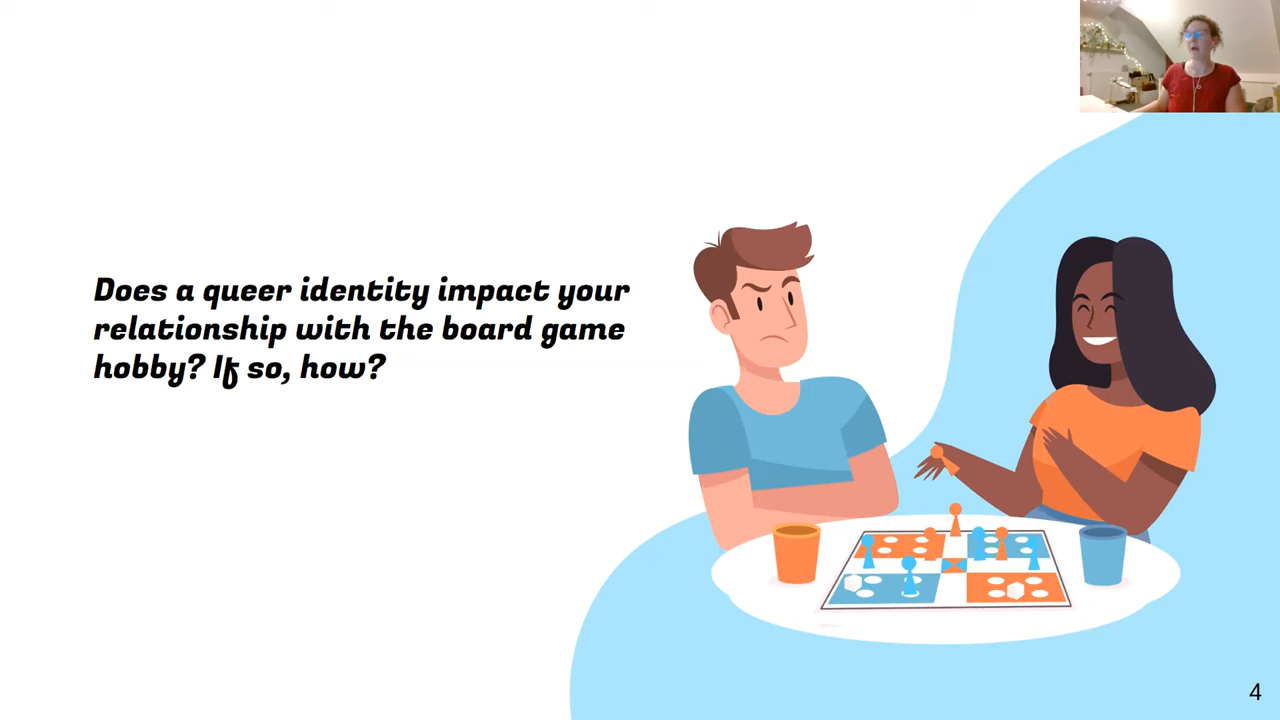 Does a queer identity impact your
relationship with the board game
hobby? If so, how?
4